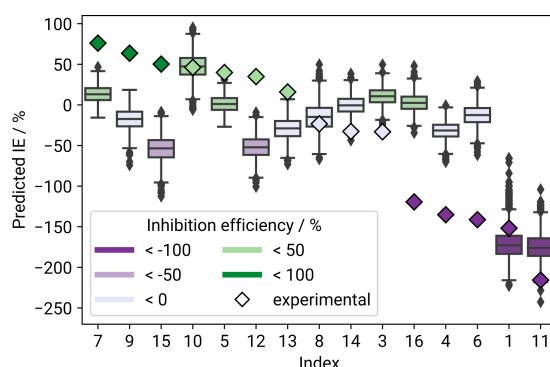 100
50
0
−50
−100
−150
−200
−250
Predicted IE / %
Inhibition efficiency / %
< -100
< 50
< -50
< 100
< 0
experimental
7 9 15 10 5 12 13 8 14 3 16 4 6 1 11
Index